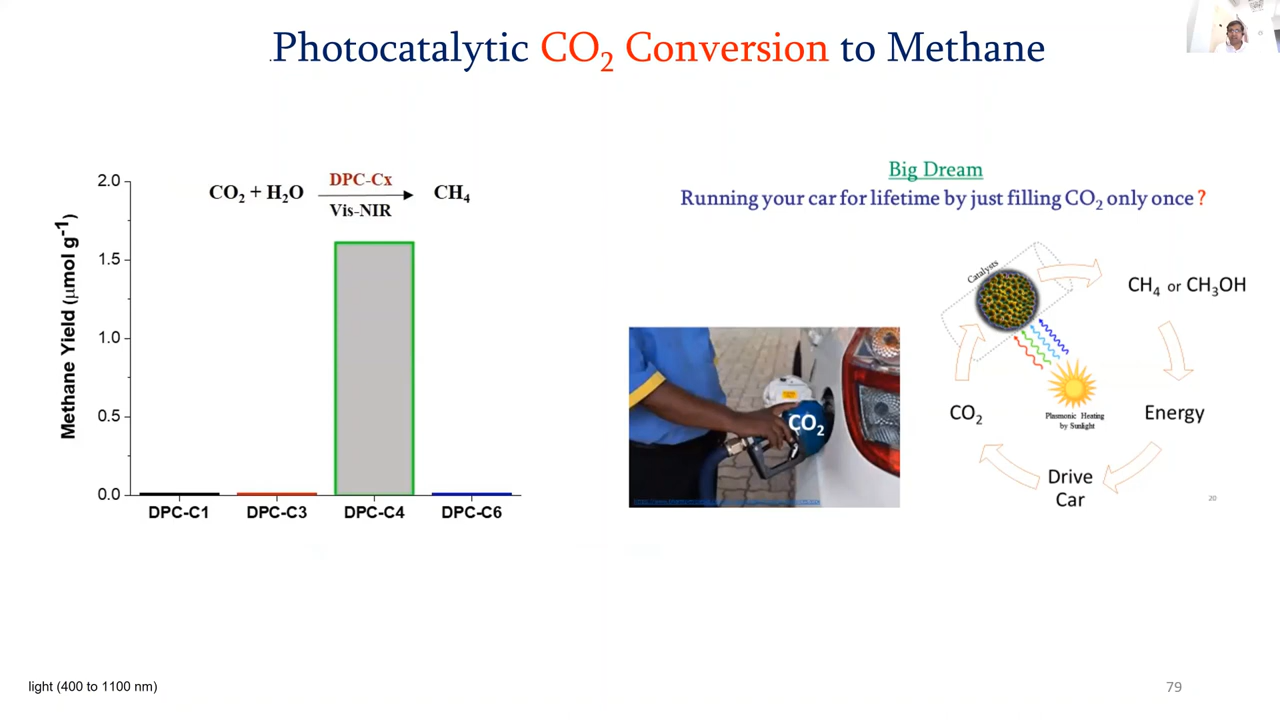 Photocatalytic CO₂ Conversion to Methane
2.0
1.5
1.0
0.5
0.0
Methane Yield (μmol g⁻¹)
CO₂ + H₂O
DPC-Cx
Vis-NIR
CH₄
DPC-C1
DPC-C3
DPC-C4
DPC-C6
Big Dream
Running your car for lifetime by just filling CO₂ only once ?
CO₂
Catalysts
CH₄ or CH₃OH
Plasmonic Heating
by Sunlight
CO₂
Energy
Drive
Car
20
light (400 to 1100 nm)
79